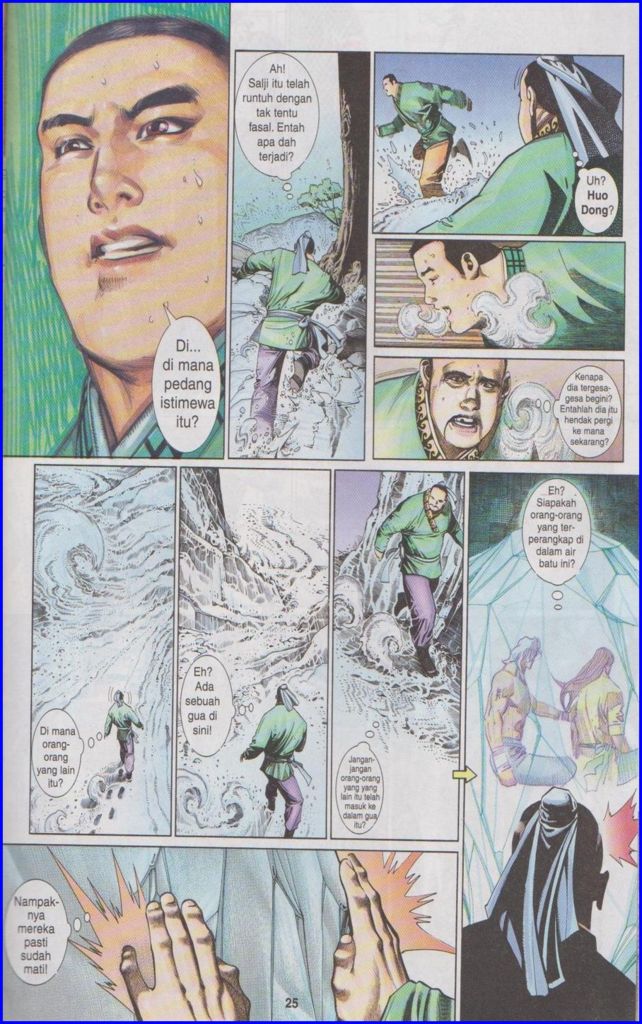 Di...
di mana
pedang
istimewa
itu?
Ah!
Salji itu telah
runtuh dengan
tak tentu
fasal. Entah
apa dah
terjadi?
Uh?
Huo
Dong?
Kenapa
dia tergesa-
gesa begini?
Entahlah dia itu
hendak pergi
ke mana
sekarang?
Di mana
orang-
orang
yang lain
itu?
Eh?
Ada
sebuah
gua di
sini!
Jangan-
jangan
orang-orang
yang yang
lain itu telah
masuk ke
dalam gua
itu?
Eh?
Siapakah
orang-orang
yang ter-
perangkap di
dalam air
batu ini?
Nampak-
nya
mereka
pasti
sudah
mati!
25